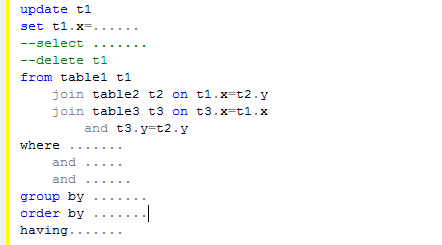 update t1
set t1.x=......
--select .......
--delete t1
from table1 t1
join table2 t2 on t1.x=t2.y
join table3 t3 on t3.x=t1.x
and t3.y=t2.y
where .......
and .....
and ......
group by .......
order by .......
having.......